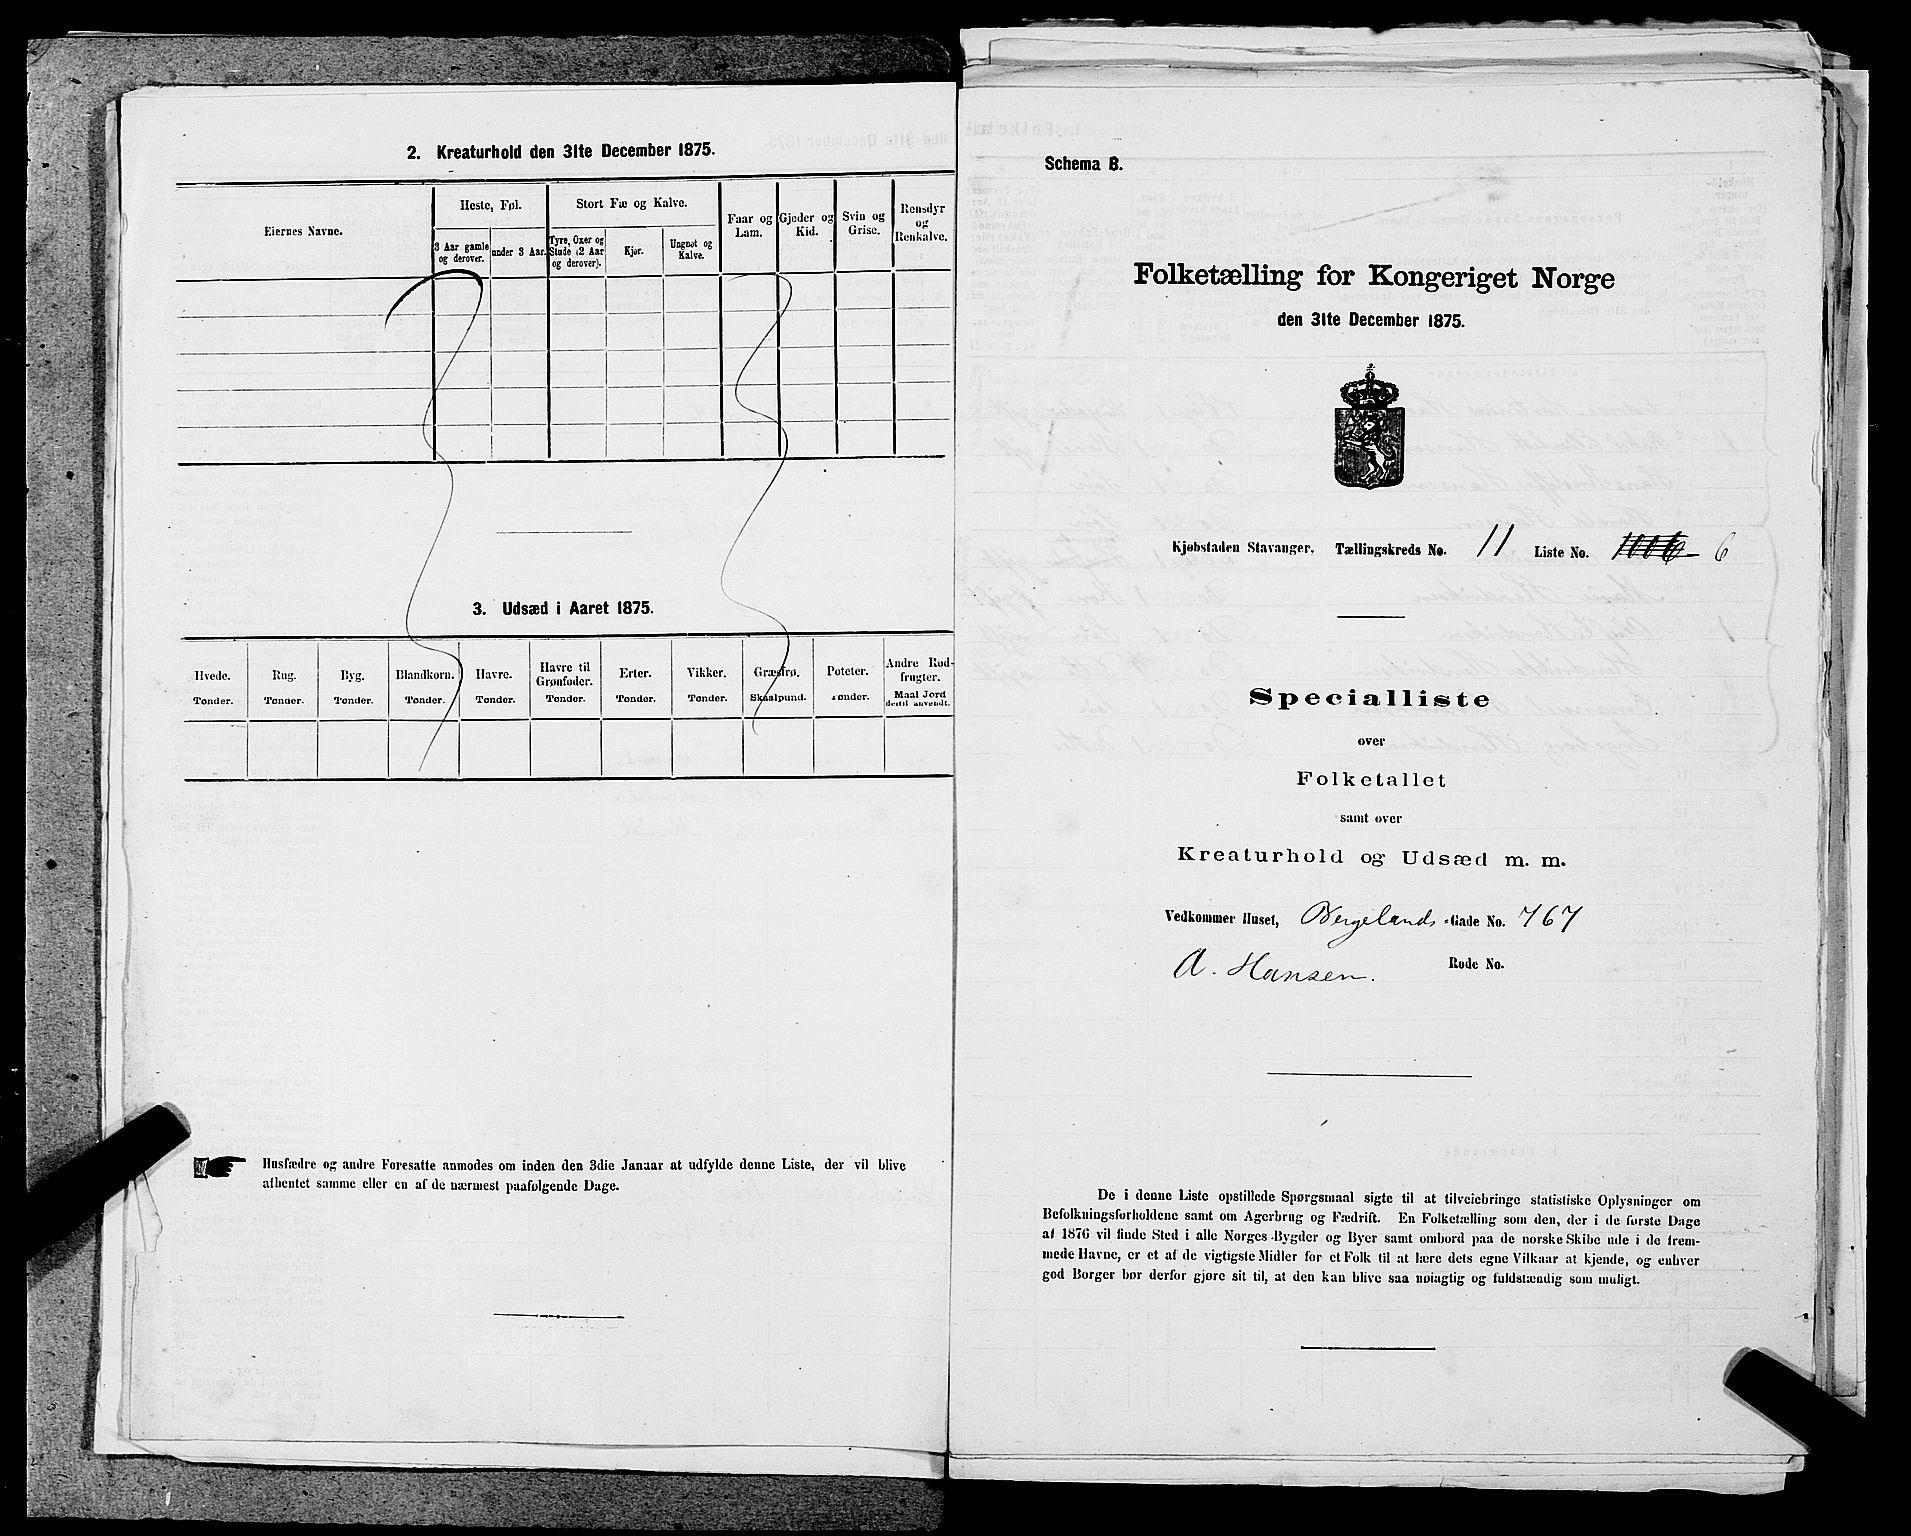 2. Kreaturhold den 31te December 1875.
Eiernes Navne.
Heste, Føl.
3 Aar gamle og derover.
under 3 Aar.
Stort Fæ og Kalve.
Tyre, Oxer og Stude (2 Aar og derover).
Kjør.
Ungnøt og Kalve.
Faar og Lam.
Gjeder og Kid.
Svin og Grise.
Rensdyr og Renkalve.
3. Udsæd i Aaret 1875.
Hvede. Tønder.
Rug. Tønder.
Byg. Tønder.
Blandkorn. Tønder.
Havre. Tønder.
Havre til Grønfoder. Tønder.
Erter. Tønder.
Vikker. Tønder.
Græsfrø. Skaalpund.
Poteter. Tønder.
Andre Rodfrugter. Maal Jord dertil anvendt.
Husfædre og andre Foresatte anmodes om inden den 3die Januar at udfylde denne Liste, der vil blive
afhentet samme eller en af de nærmest paafølgende Dage.
Schema B.
Folketælling for Kongeriget Norge
den 31te December 1875.
Kjøbstaden Stavanger. Tællingskreds No. 11 Liste No. 1006 6
Specialliste
over
Folketallet
samt over
Kreaturhold og Udsæd m. m.
Vedkommer Huset, Bergelands Gade No. 767
A. Hansen. Rode No.
De i denne Liste opstillede Spørgsmaal sigte til at tilveiebringe statistiske Oplysninger om
Befolkningsforholdene samt om Agerbrug og Fædrift. En Folketælling som den, der i de første Dage
af 1876 vil finde Sted i alle Norges Bygder og Byer samt ombord paa de norske Skibe ude i de frem-
mede Havne, er et af de vigtigste Midler for et Folk til at lære dets egne Vilkaar at kjende, og enhver
god Borger bør derfor gjøre sit til, at den kan blive saa nøiagtig og fuldstændig som muligt.